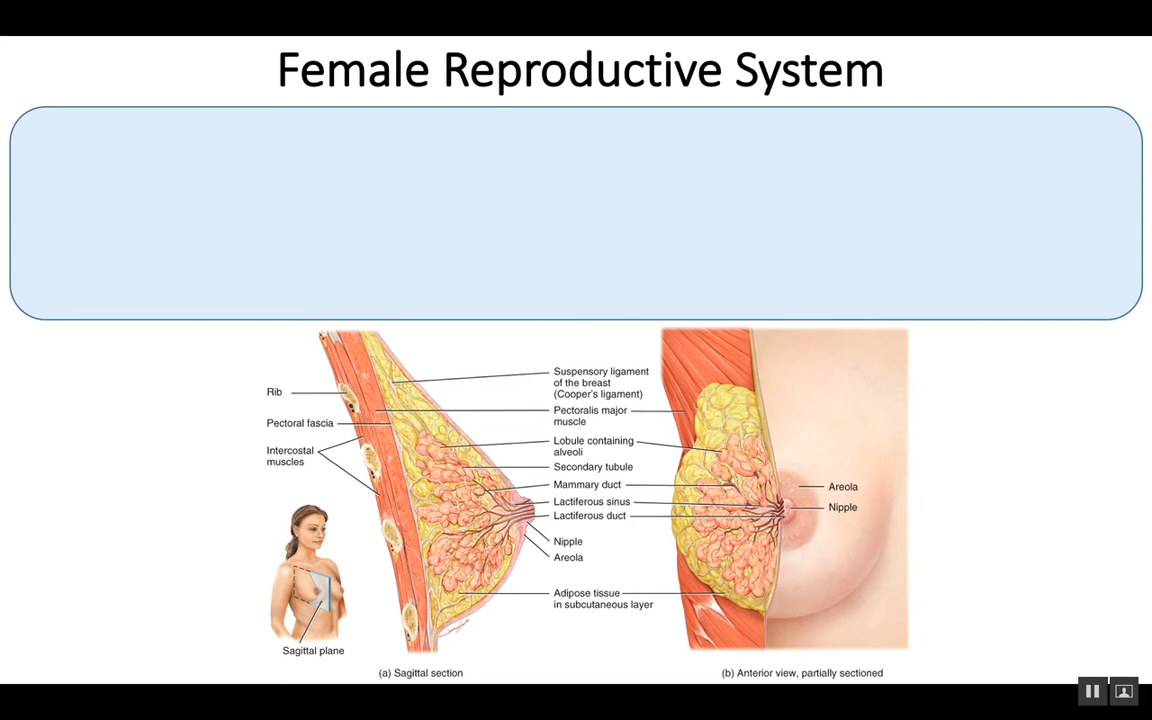 Female Reproductive System
Rib
Pectoral fascia
Intercostal
muscles
Sagittal plane
Suspensory ligament
of the breast
(Cooper's ligament)
Pectoralis major
muscle
Lobule containing
alveoli
Secondary tubule
Mammary duct
Lactiferous sinus
Lactiferous duct
Nipple
Areola
Adipose tissue
in subcutaneous layer
Areola
Nipple
(a) Sagittal section
(b) Anterior view, partially sectioned